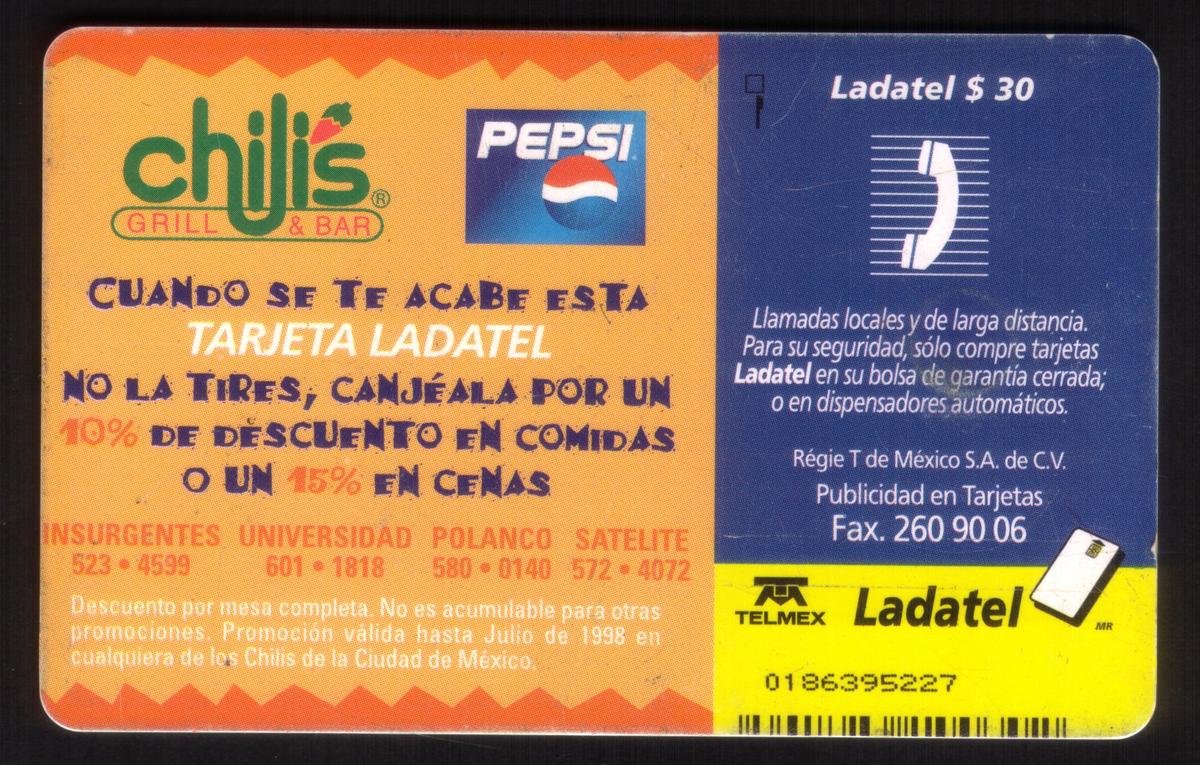 chili's®
GRILL & BAR
PEPSI
CUANDO SE TE ACABE ESTA
TARJETA LADATEL
NO LA TIRES, CANJÉALA POR UN
10% DE DESCUENTO EN COMIDAS
O UN 15% EN CENAS
INSURGENTES UNIVERSIDAD POLANCO SATELITE
523 • 4599 601 • 1818 580 • 0140 572 • 4072
Descuento por masa completa. No es acumulable para otras
promociones. Promoción válida hasta Julio de 1998 en
cualquiera de los Chilis de la Ciudad de México.
Ladatel $ 30
Llamadas locales y de larga distancia.
Para su seguridad, sólo compre tarjetas
Ladatel en su bolsa de garantía cerrada;
o en dispensadores automáticos.
Régie T de México S.A. de C.V.
Publicidad en Tarjetas
Fax. 260 90 06
TELMEX Ladatel MR
0186395227